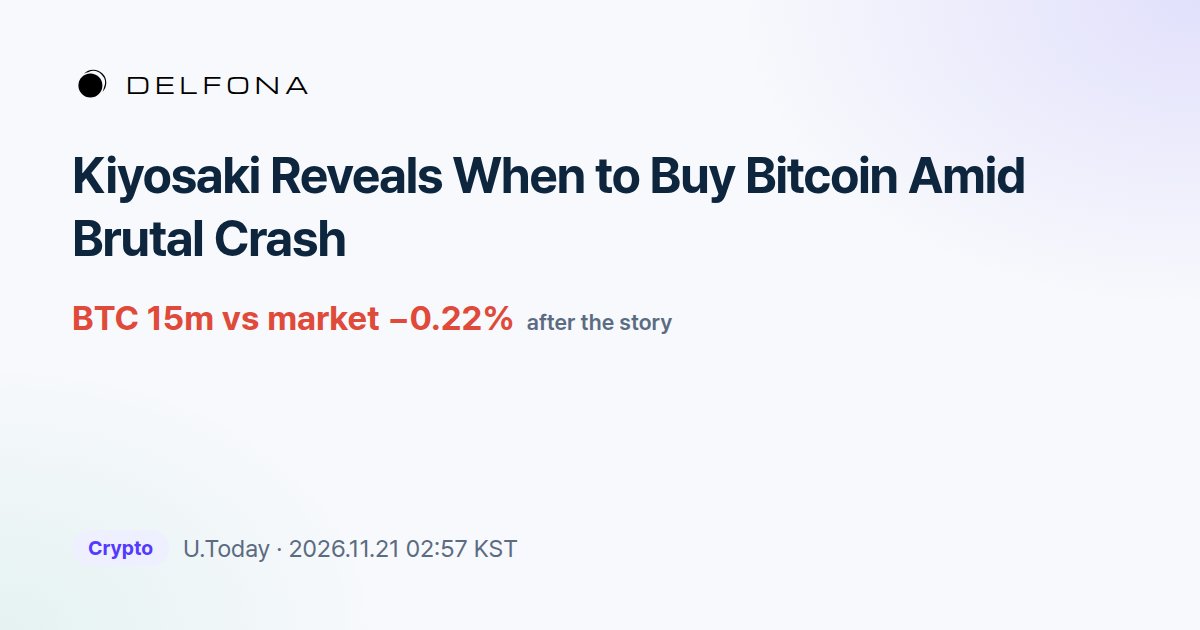 DELFONA
Kiyosaki Reveals When to Buy Bitcoin Amid
Brutal Crash
BTC 15m vs market −0.22% after the story
Crypto U.Today · 2026.11.21 02:57 KST